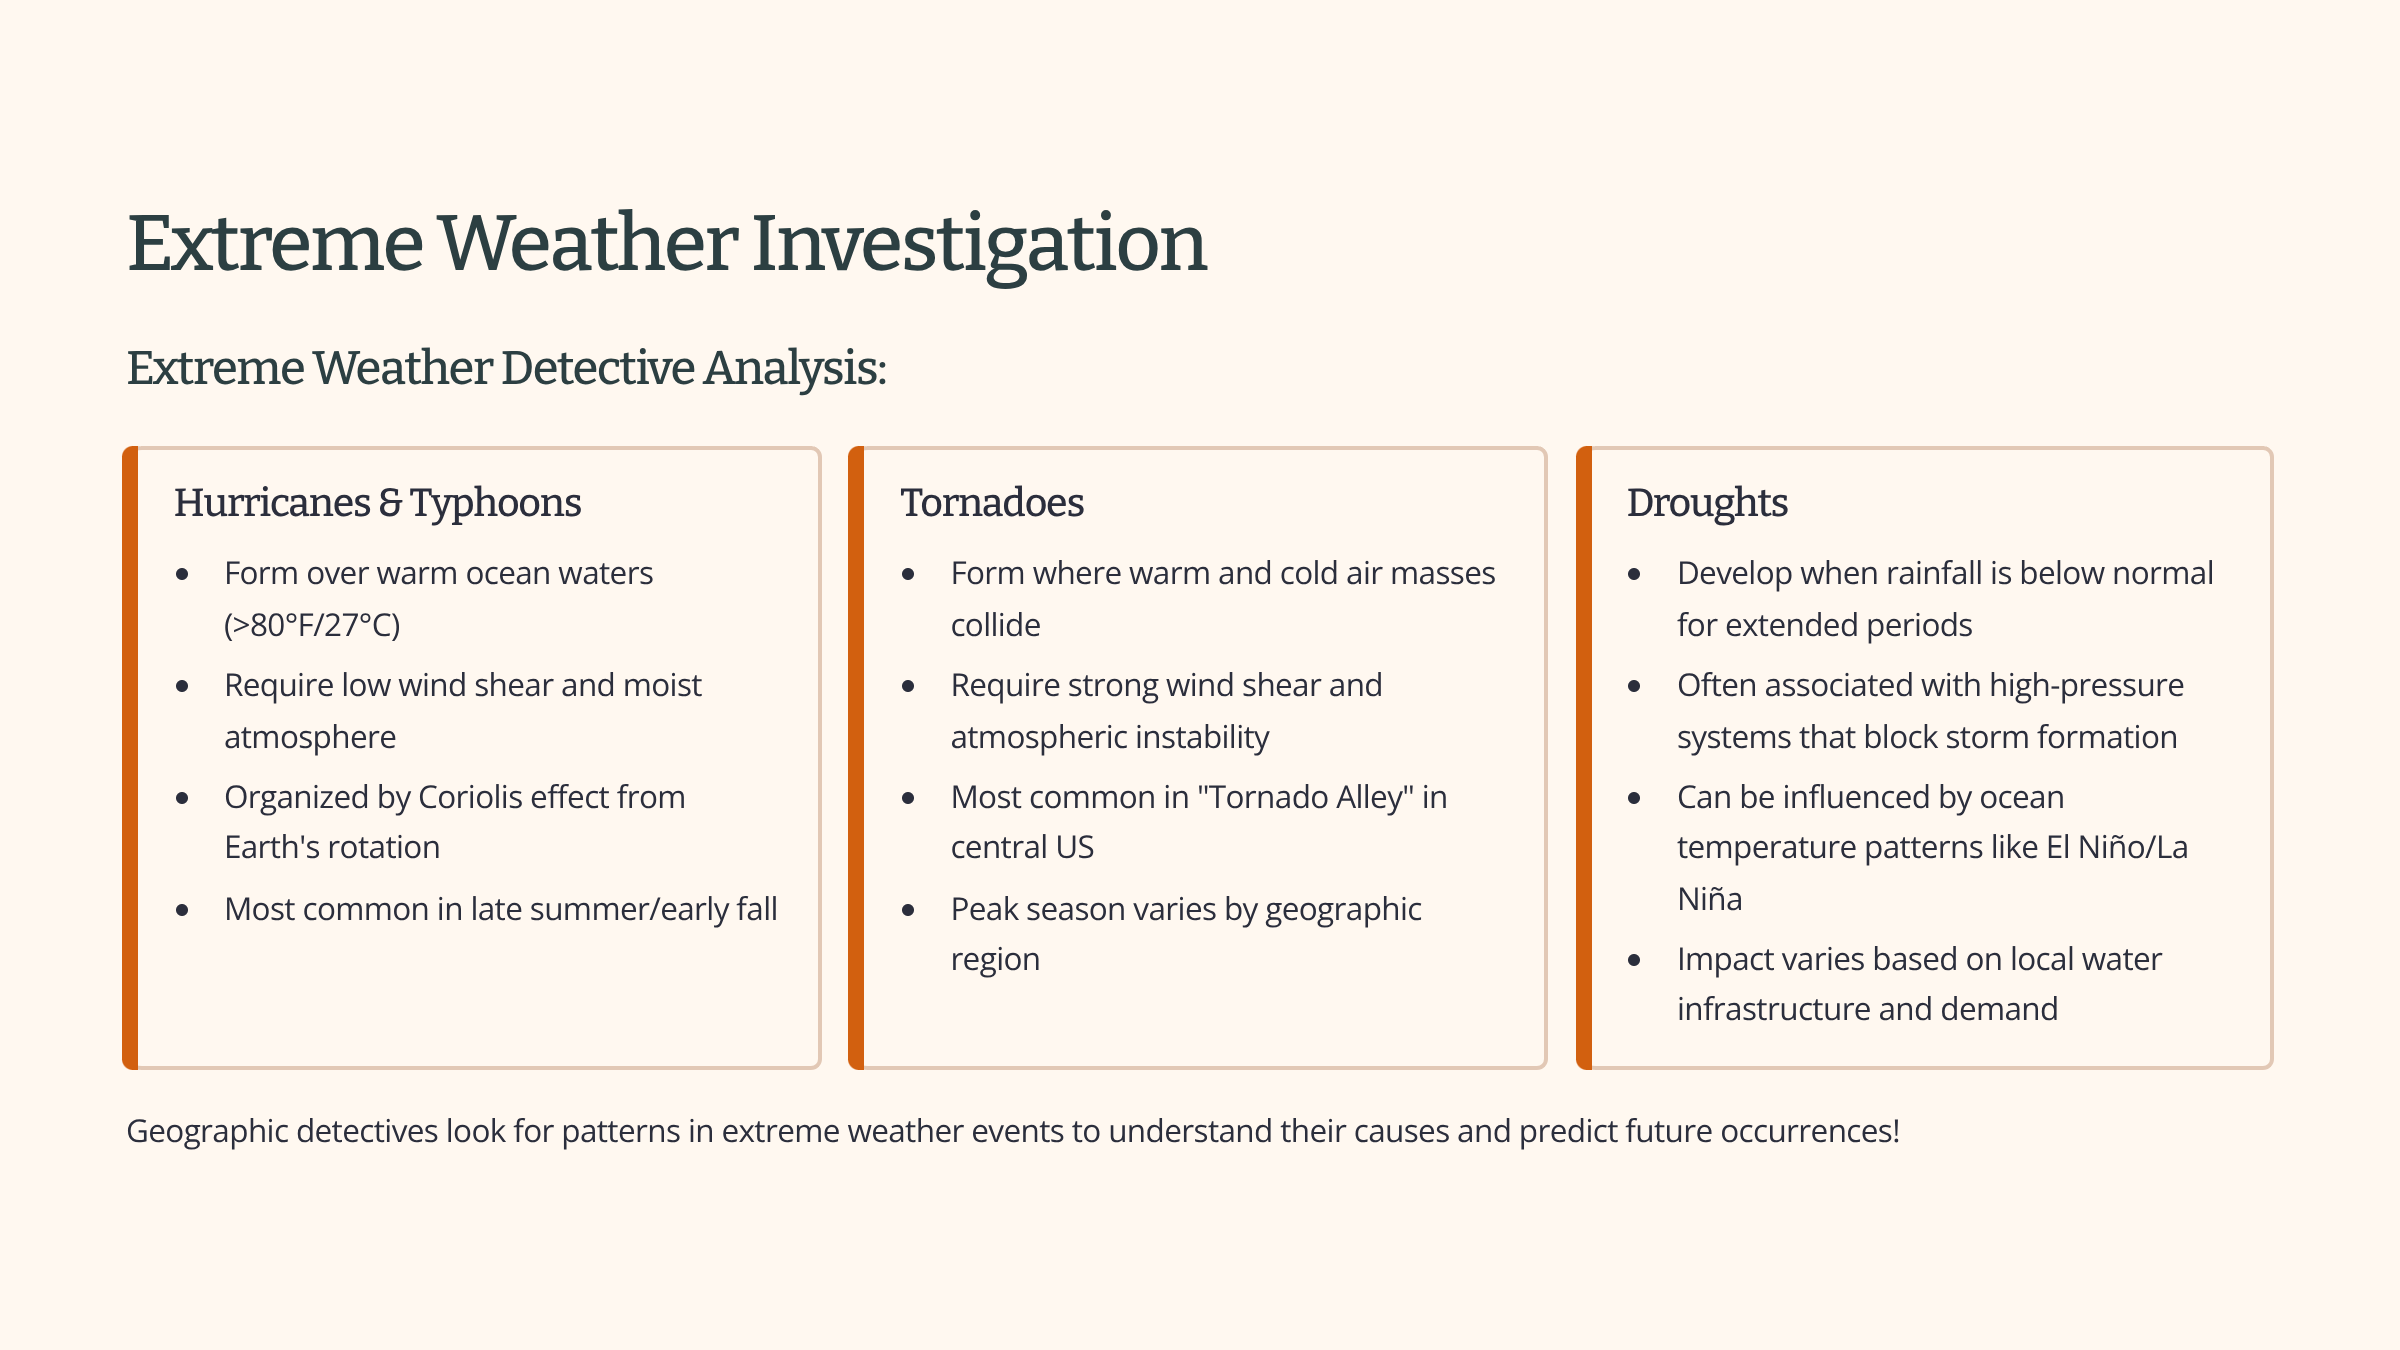 Extreme Weather Investigation
Extreme Weather Detective Analysis:
Hurricanes & Typhoons
• Form over warm ocean waters
(>80°F/27°C)
• Require low wind shear and moist
atmosphere
• Organized by Coriolis effect from
Earth's rotation
• Most common in late summer/early fall
Tornadoes
• Form where warm and cold air masses
collide
• Require strong wind shear and
atmospheric instability
• Most common in "Tornado Alley" in
central US
• Peak season varies by geographic
region
Droughts
• Develop when rainfall is below normal
for extended periods
• Often associated with high-pressure
systems that block storm formation
• Can be influenced by ocean
temperature patterns like El Niño/La
Niña
• Impact varies based on local water
infrastructure and demand
Geographic detectives look for patterns in extreme weather events to understand their causes and predict future occurrences!